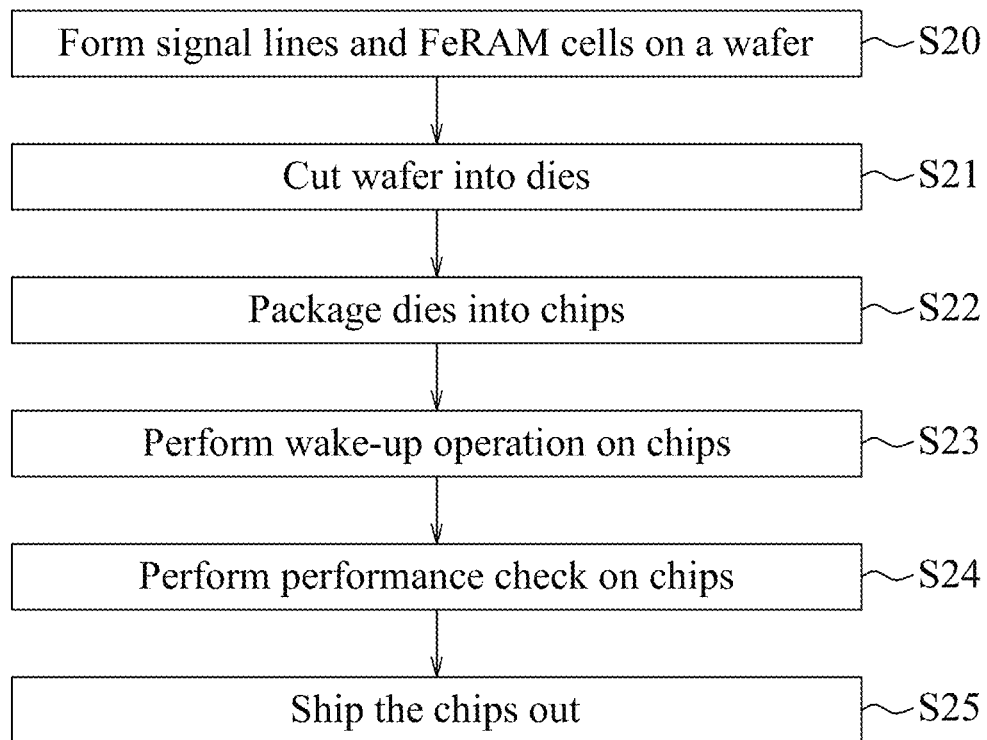 Form signal lines and FeRAM cells on a wafer S20
Cut wafer into dies S21
Package dies into chips S22
Perform wake-up operation on chips S23
Perform performance check on chips S24
Ship the chips out S25